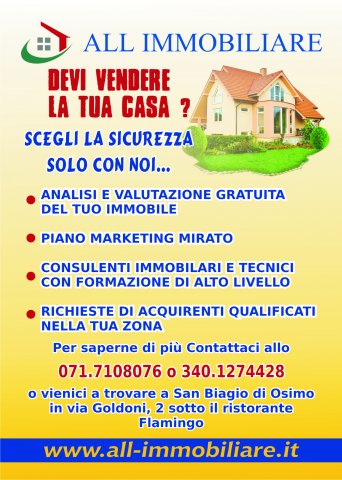 ALL IMMOBILIARE
DEVI VENDERE
LA TUA CASA ?
SCEGLI LA SICUREZZA
SOLO CON NOI...
ANALISI E VALUTAZIONE GRATUITA
DEL TUO IMMOBILE
PIANO MARKETING MIRATO
CONSULENTI IMMOBILARI E TECNICI
CON FORMAZIONE DI ALTO LIVELLO
RICHIESTE DI ACQUIRENTI QUALIFICATI
NELLA TUA ZONA
Per saperne di più Contattaci allo
071.7108076 o 340.1274428
o vienici a trovare a San Biagio di Osimo
in via Goldoni, 2 sotto il ristorante
Flamingo
www.all-immobiliare.it